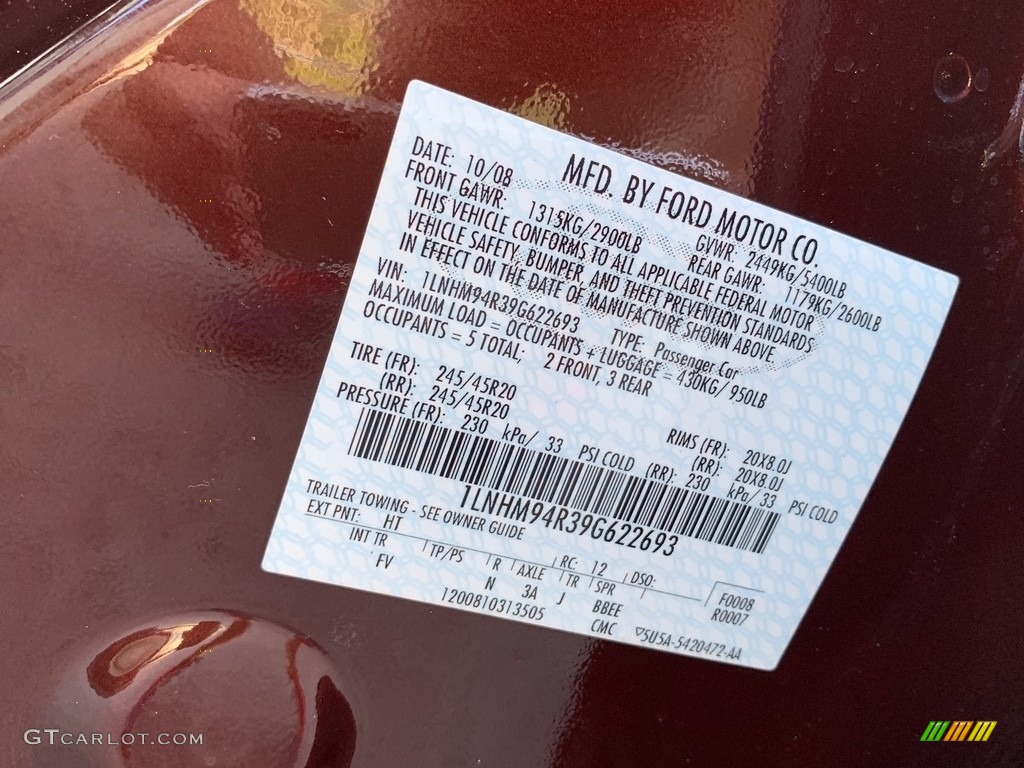 MFD. BY FORD MOTOR CO.
DATE: 10/08 GVWR: 2449KG/5400LB
FRONT GAWR: 1315KG/2900LB REAR GAWR: 1179KG/2600LB
THIS VEHICLE CONFORMS TO ALL APPLICABLE FEDERAL MOTOR
VEHICLE SAFETY, BUMPER, AND THEFT PREVENTION STANDARDS
IN EFFECT ON THE DATE OF MANUFACTURE SHOWN ABOVE.
VIN: 1LNHM94R39G622693 TYPE: Passenger Car
MAXIMUM LOAD = OCCUPANTS + LUGGAGE = 430KG/ 950LB
OCCUPANTS = 5 TOTAL; 2 FRONT, 3 REAR
TIRE (FR): 245/45R20 RIMS (FR): 20X8.0J
(RR): 245/45R20 (RR): 20X8.0J
PRESSURE (FR): 230 kPa/ 33 PSI COLD (RR): 230 kPa/ 33 PSI COLD
1LNHM94R39G622693
TRAILER TOWING - SEE OWNER GUIDE
EXT PNT: HT RC: 12 DSO: F0008
INT TR TP/PS R AXLE TR SPR R0007
FV N 3A J BBEE
1200810313505 CMC ▽5U5A-5420472-AA
GTCARLOT.COM